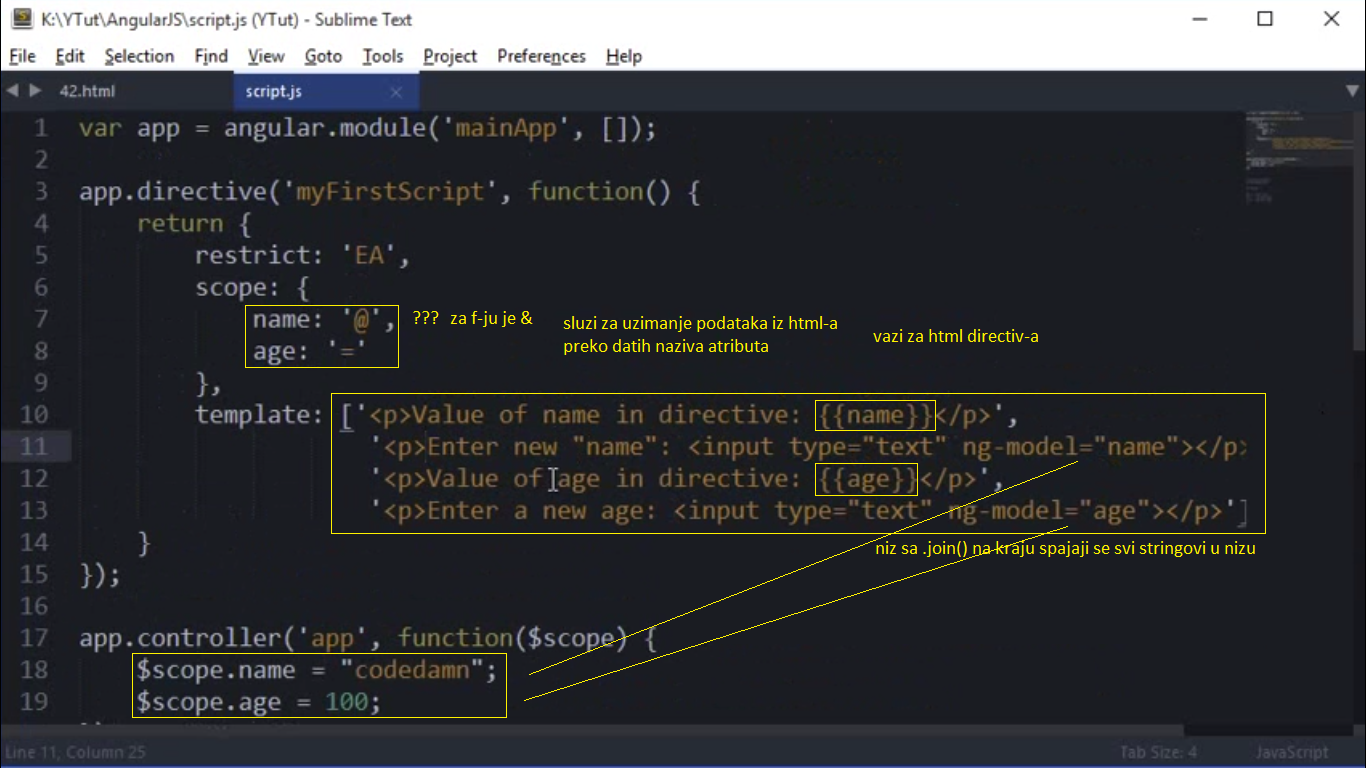 K:\YTut\AngularJS\script.js (YTut) - Sublime Text
File Edit Selection Find View Goto Tools Project Preferences Help
42.html script.js
1 var app = angular.module('mainApp', []);
2
3 app.directive('myFirstScript', function() {
4 return {
5 restrict: 'EA',
6 scope: {
7 name: '@', ??? za f-ju je &
8 age: '='
sluzi za uzimanje podataka iz html-a
preko datih naziva atributa
vazi za html directiv-a
9 },
10 template: ['<p>Value of name in directive: {{name}}</p>',
11 '<p>Enter new "name": <input type="text" ng-model="name"></p>
12 '<p>Value of age in directive: {{age}}</p>',
13 '<p>Enter a new age: <input type="text" ng-model="age"></p>']
14 }
niz sa .join() na kraju spajaji se svi stringovi u nizu
15 });
16
17 app.controller('app', function($scope) {
18 $scope.name = "codedamn";
19 $scope.age = 100;
Line 11, Column 25 Tab Size: 4 JavaScript